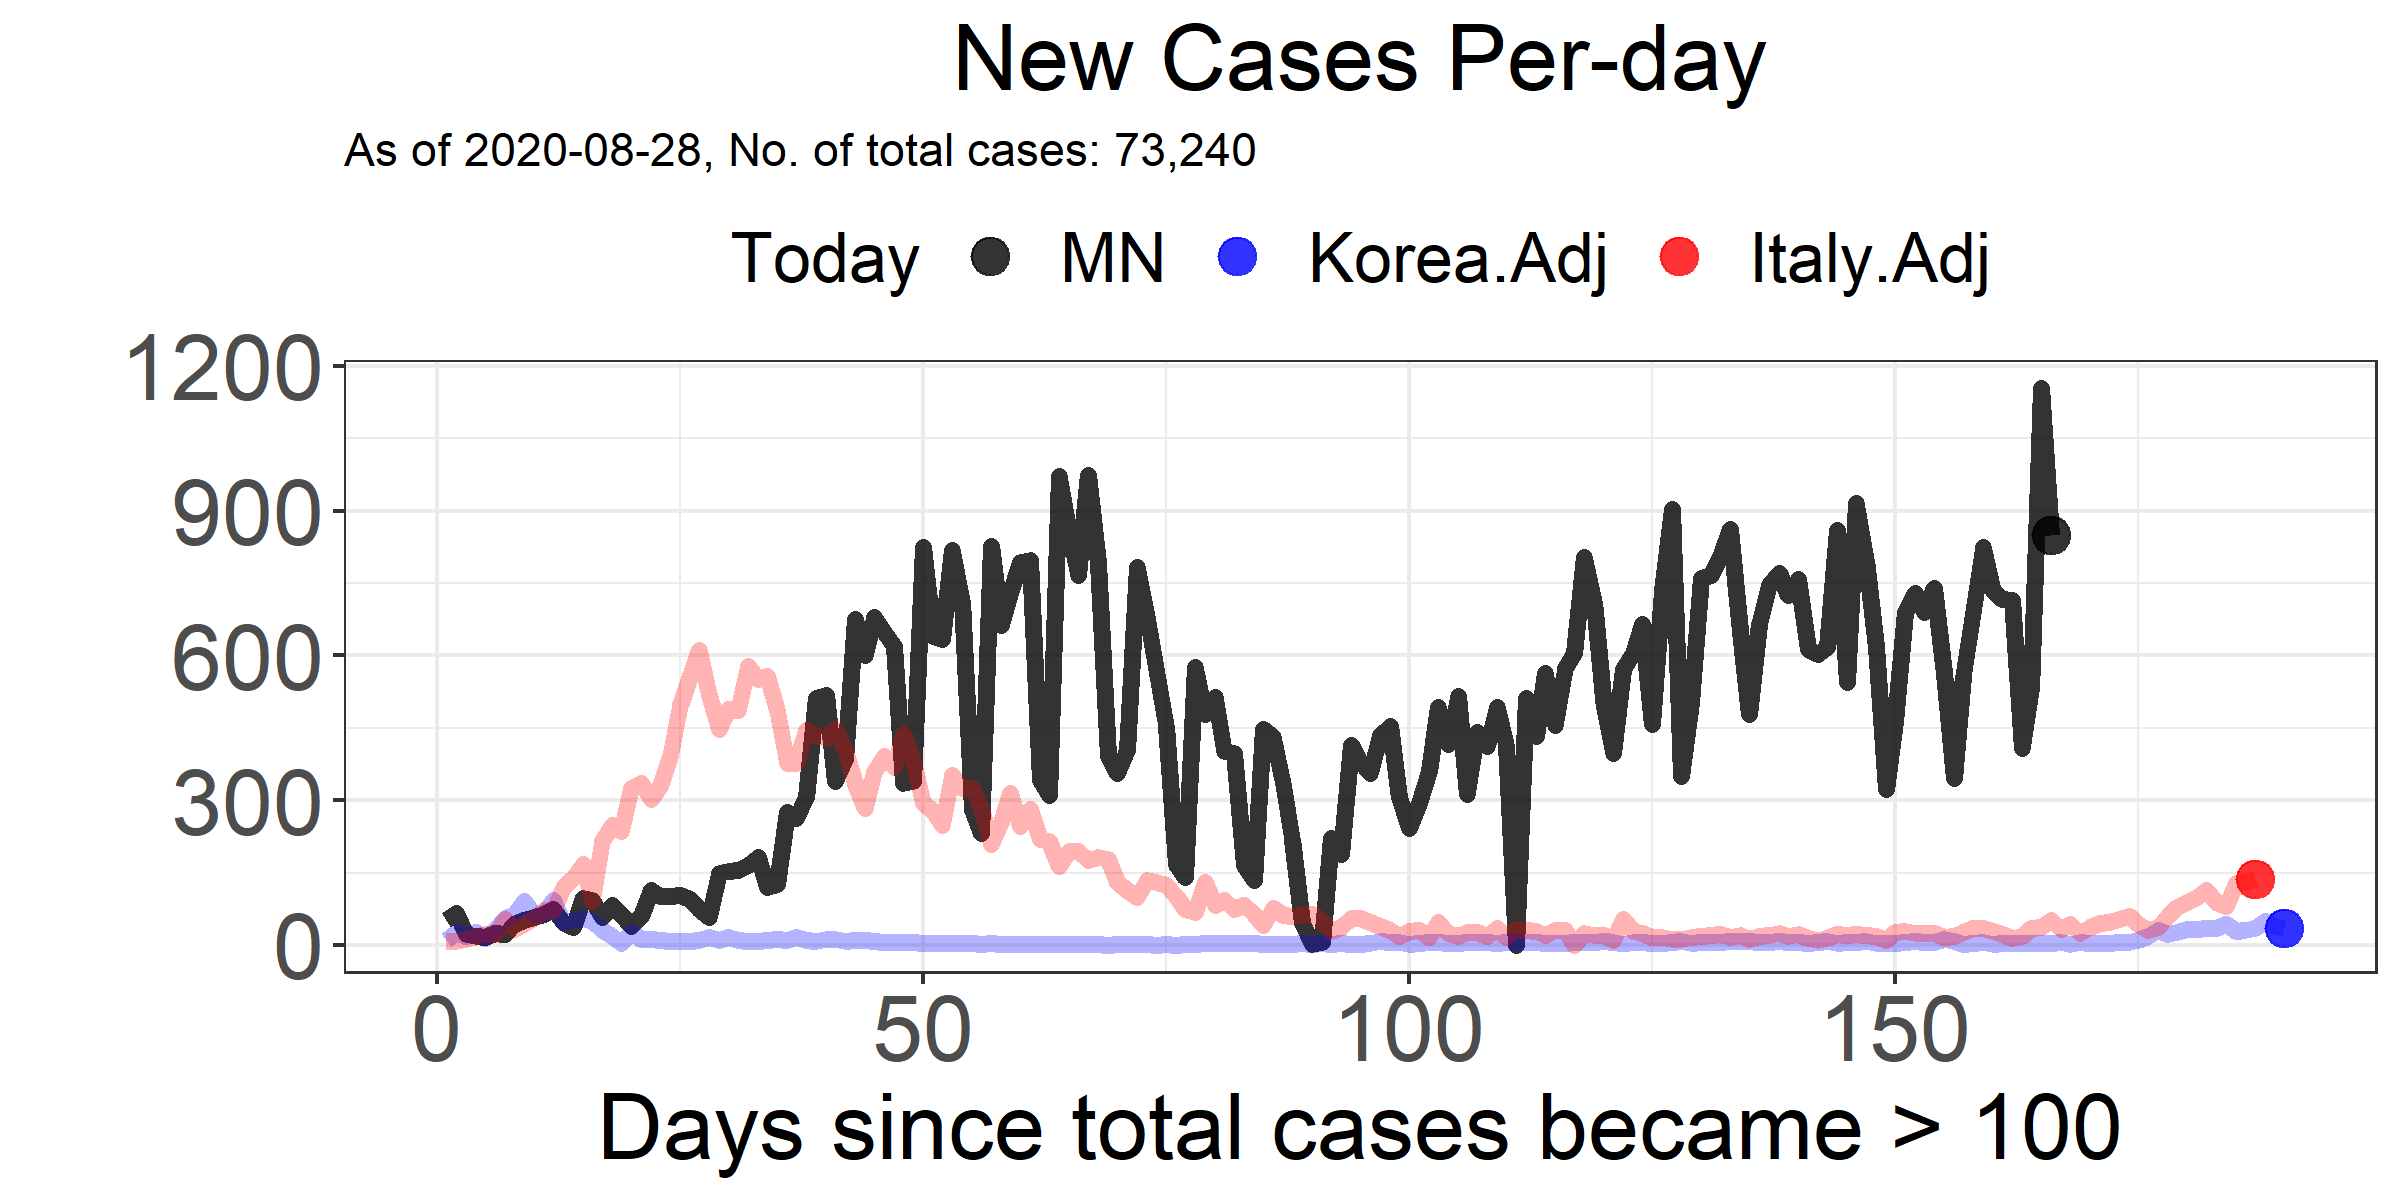 New Cases Per-day
As of 2020-08-28, No. of total cases: 73,240
Today MN Korea.Adj Italy.Adj
1200
900
600
300
0
0 50 100 150
Days since total cases became > 100